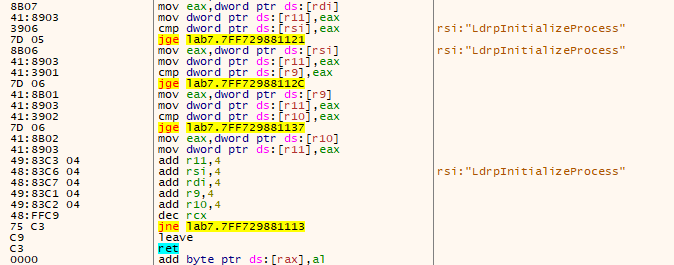 8B07 mov eax,dword ptr ds:[rdi]
41:8903 mov dword ptr ds:[r11],eax
3906 cmp dword ptr ds:[rsi],eax rsi:"LdrpInitializeProcess"
7D 05 jge lab7.7FF729881121
8B06 mov eax,dword ptr ds:[rsi] rsi:"LdrpInitializeProcess"
41:8903 mov dword ptr ds:[r11],eax
41:3901 cmp dword ptr ds:[r9],eax
7D 06 jge lab7.7FF72988112C
41:8B01 mov eax,dword ptr ds:[r9]
41:8903 mov dword ptr ds:[r11],eax
41:3902 cmp dword ptr ds:[r10],eax
7D 06 jge lab7.7FF729881137
41:8B02 mov eax,dword ptr ds:[r10]
41:8903 mov dword ptr ds:[r11],eax
49:83C3 04 add r11,4
48:83C6 04 add rsi,4 rsi:"LdrpInitializeProcess"
48:83C7 04 add rdi,4
49:83C1 04 add r9,4
49:83C2 04 add r10,4
48:FFC9 dec rcx
75 C3 jne lab7.7FF729881113
C9 leave
C3 ret
0000 add byte ptr ds:[rax],al